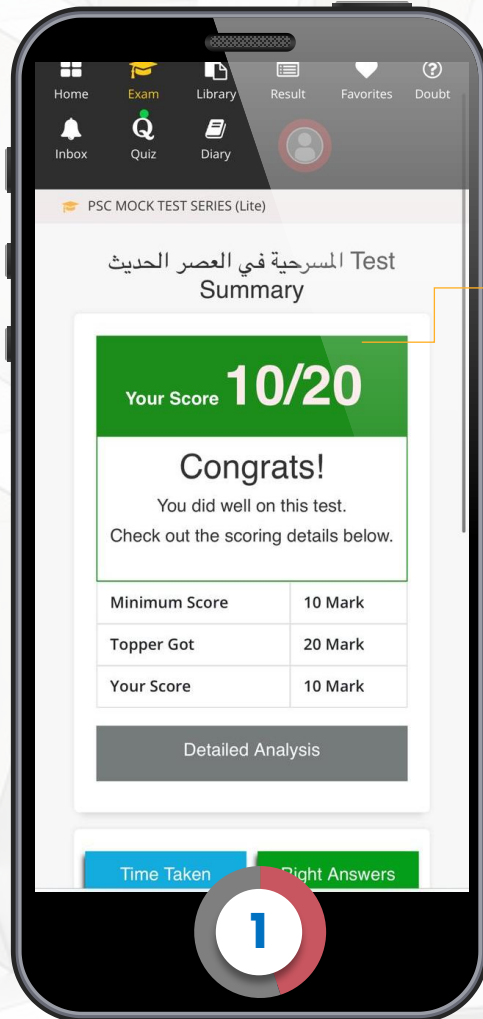 Home Exam Library Result Favorites Doubt
Inbox Quiz Diary
PSC MOCK TEST SERIES (Lite)
المسرحية في العصر الحديث Test
Summary
Your Score 10/20
Congrats!
You did well on this test.
Check out the scoring details below.
Minimum Score 10 Mark
Topper Got 20 Mark
Your Score 10 Mark
Detailed Analysis
Time Taken Right Answers
1